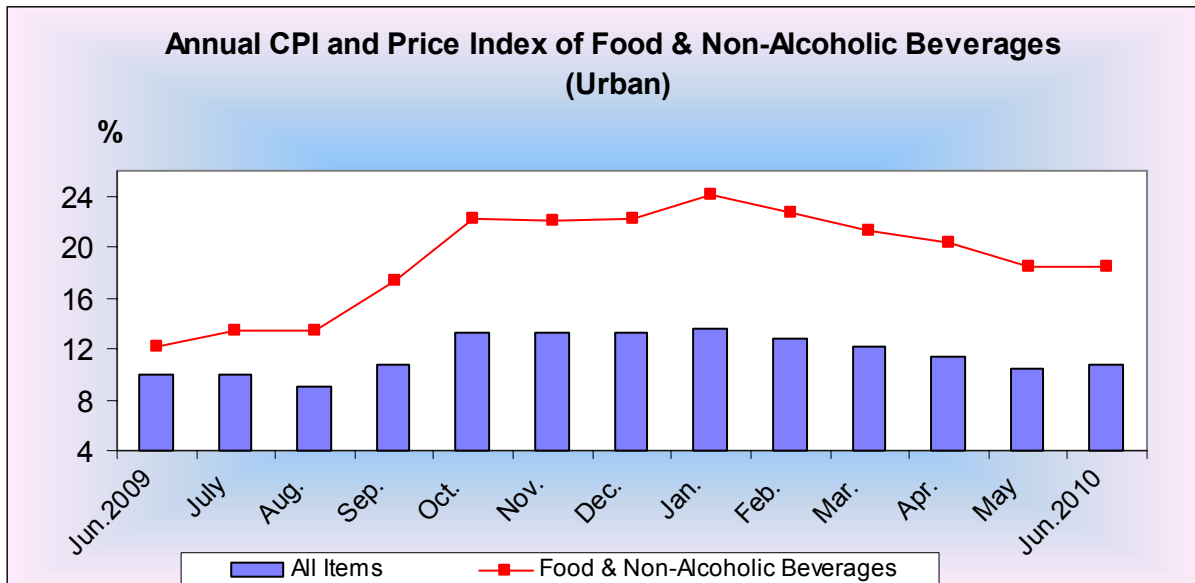 Annual CPI and Price Index of Food & Non-Alcoholic Beverages
(Urban)
%
24
20
16
12
8
4
Jun.2009
July
Aug.
Sep.
Oct.
Nov.
Dec.
Jan.
Feb.
Mar.
Apr.
May
Jun.2010
All Items
Food & Non-Alcoholic Beverages